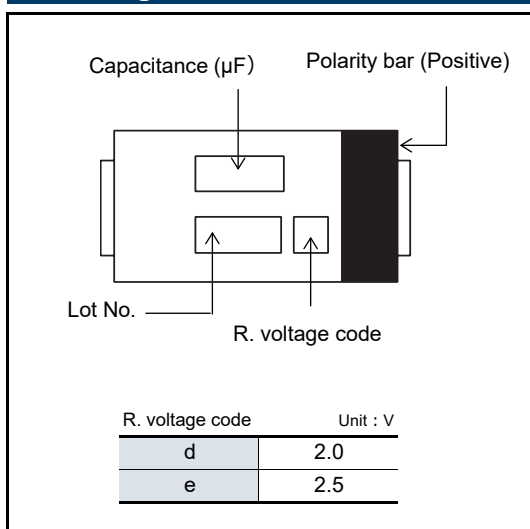 Capacitance (μF)
Polarity bar (Positive)
Lot No.
R. voltage code
R. voltage code Unit : V
d 2.0
e 2.5